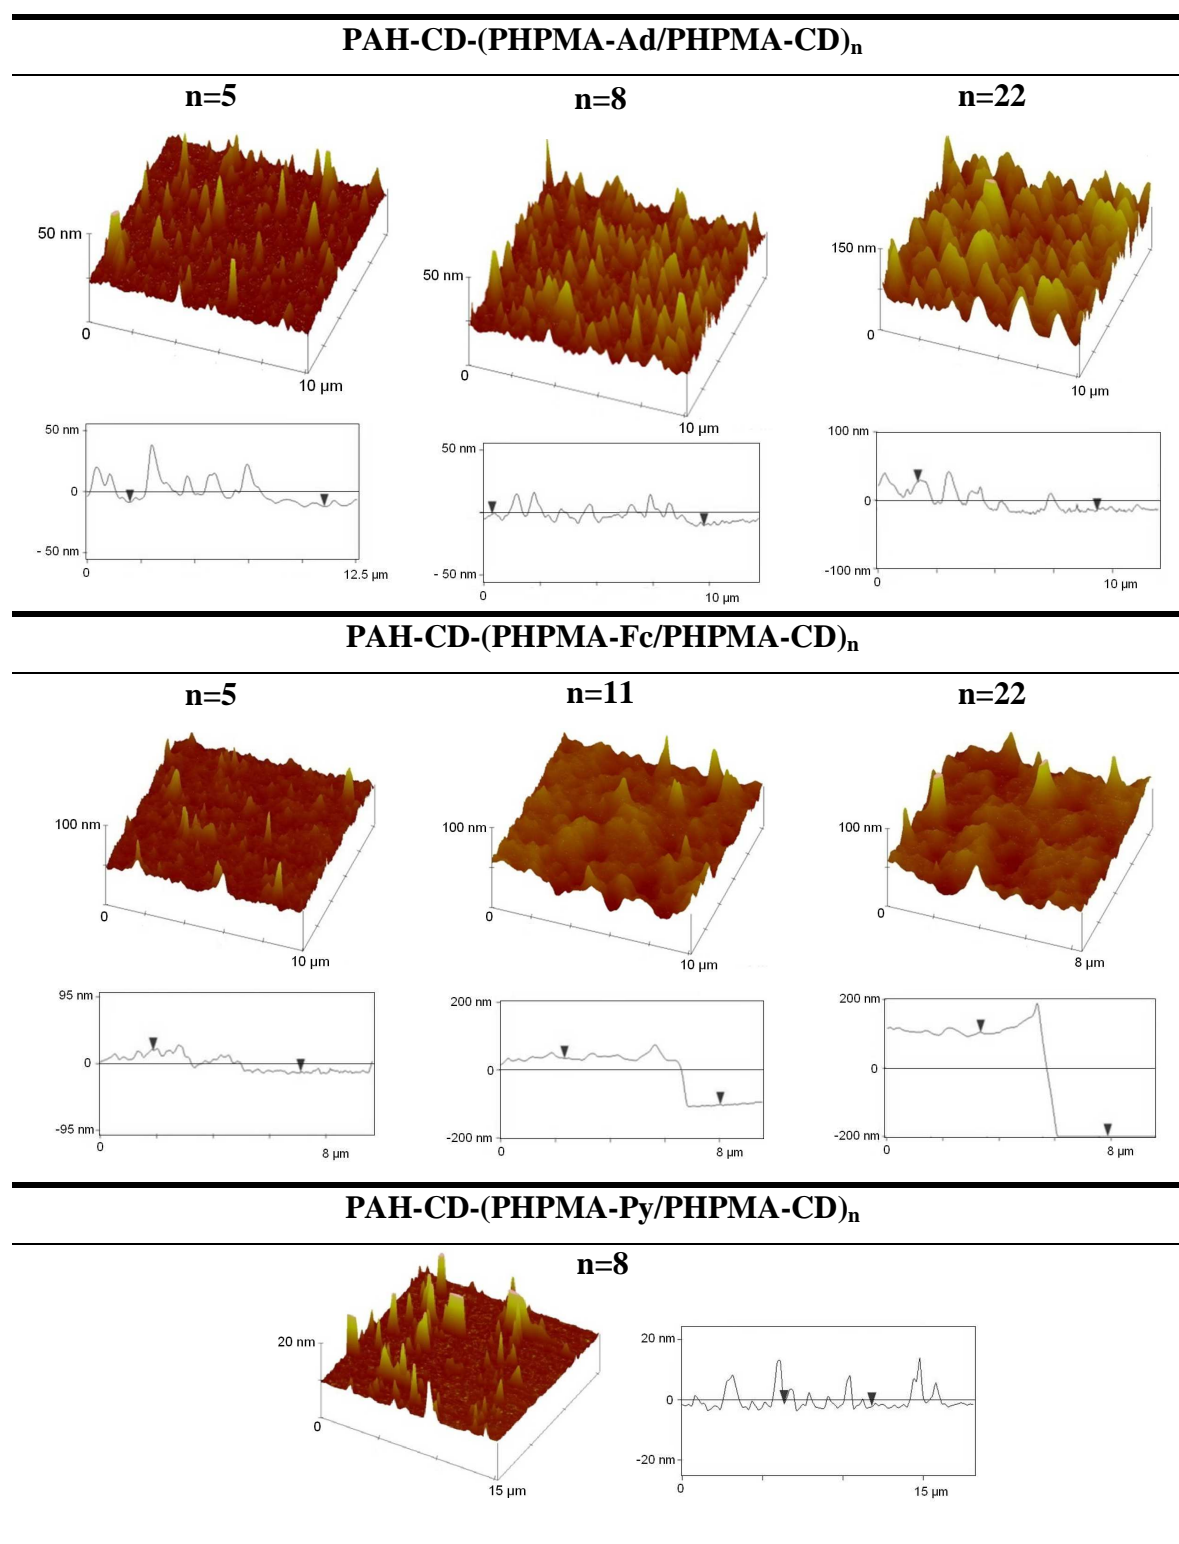 PAH-CD-(PHPMA-Ad/PHPMA-CD)n
n=5 n=8 n=22
50 nm
0
10 µm
50 nm
0
10 µm
150 nm
0
10 µm
50 nm
0
- 50 nm
0 12.5 µm
50 nm
- 50 nm
0 10 µm
100 nm
0
-100 nm
0 10 µm
PAH-CD-(PHPMA-Fc/PHPMA-CD)n
n=5 n=11 n=22
100 nm
0
10 µm
100 nm
0
10 µm
100 nm
0
8 µm
95 nm
0
-95 nm
0 8 µm
200 nm
0
-200 nm
0 8 µm
200 nm
0
-200 nm
0 8 µm
PAH-CD-(PHPMA-Py/PHPMA-CD)n
n=8
20 nm
0
15 µm
20 nm
0
-20 nm
0 15 µm